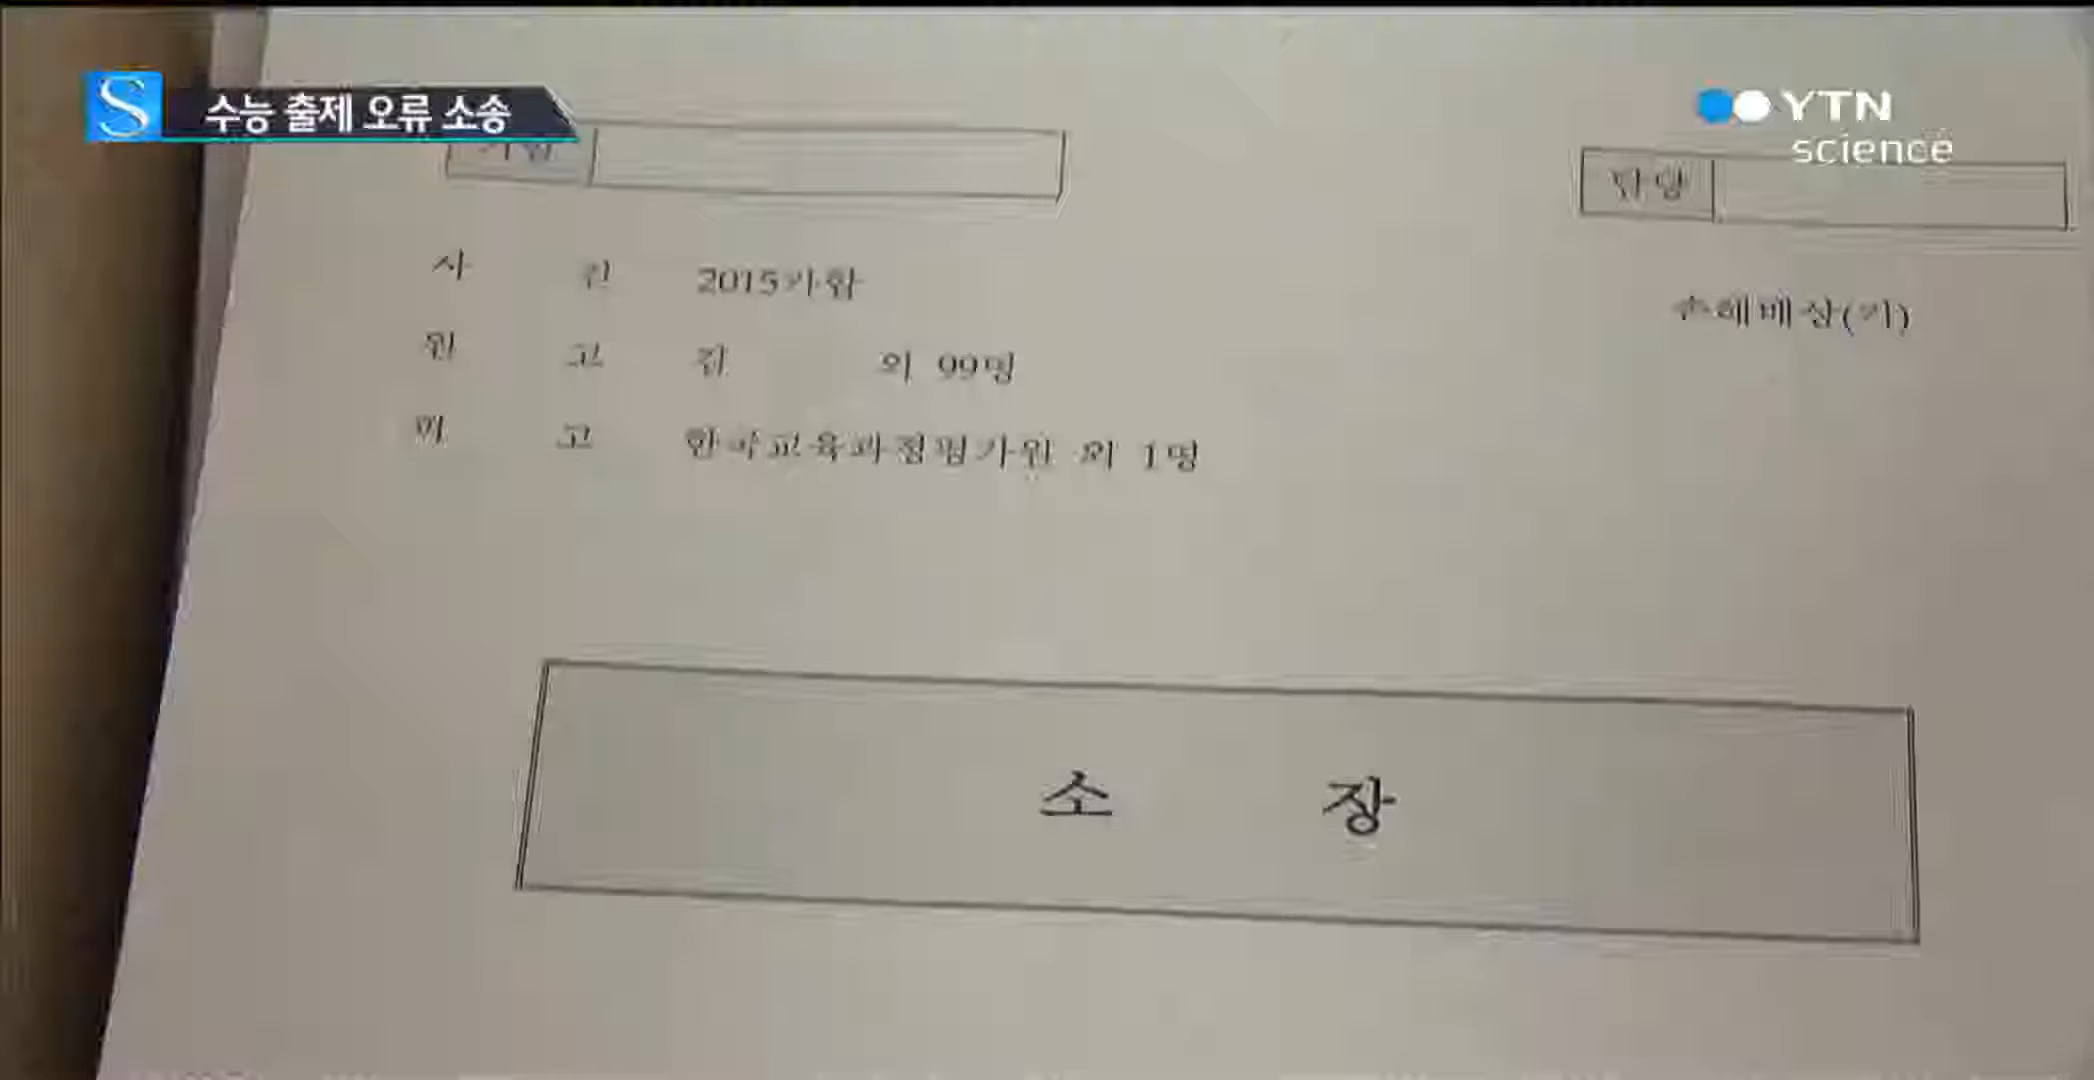 수능 출제 오류 소송
YTN
science
담당
사 건 2015가합
손해배상(기)
원 고 김 외 99명
피 고 한국교육과정평가원 외 1명
소 장